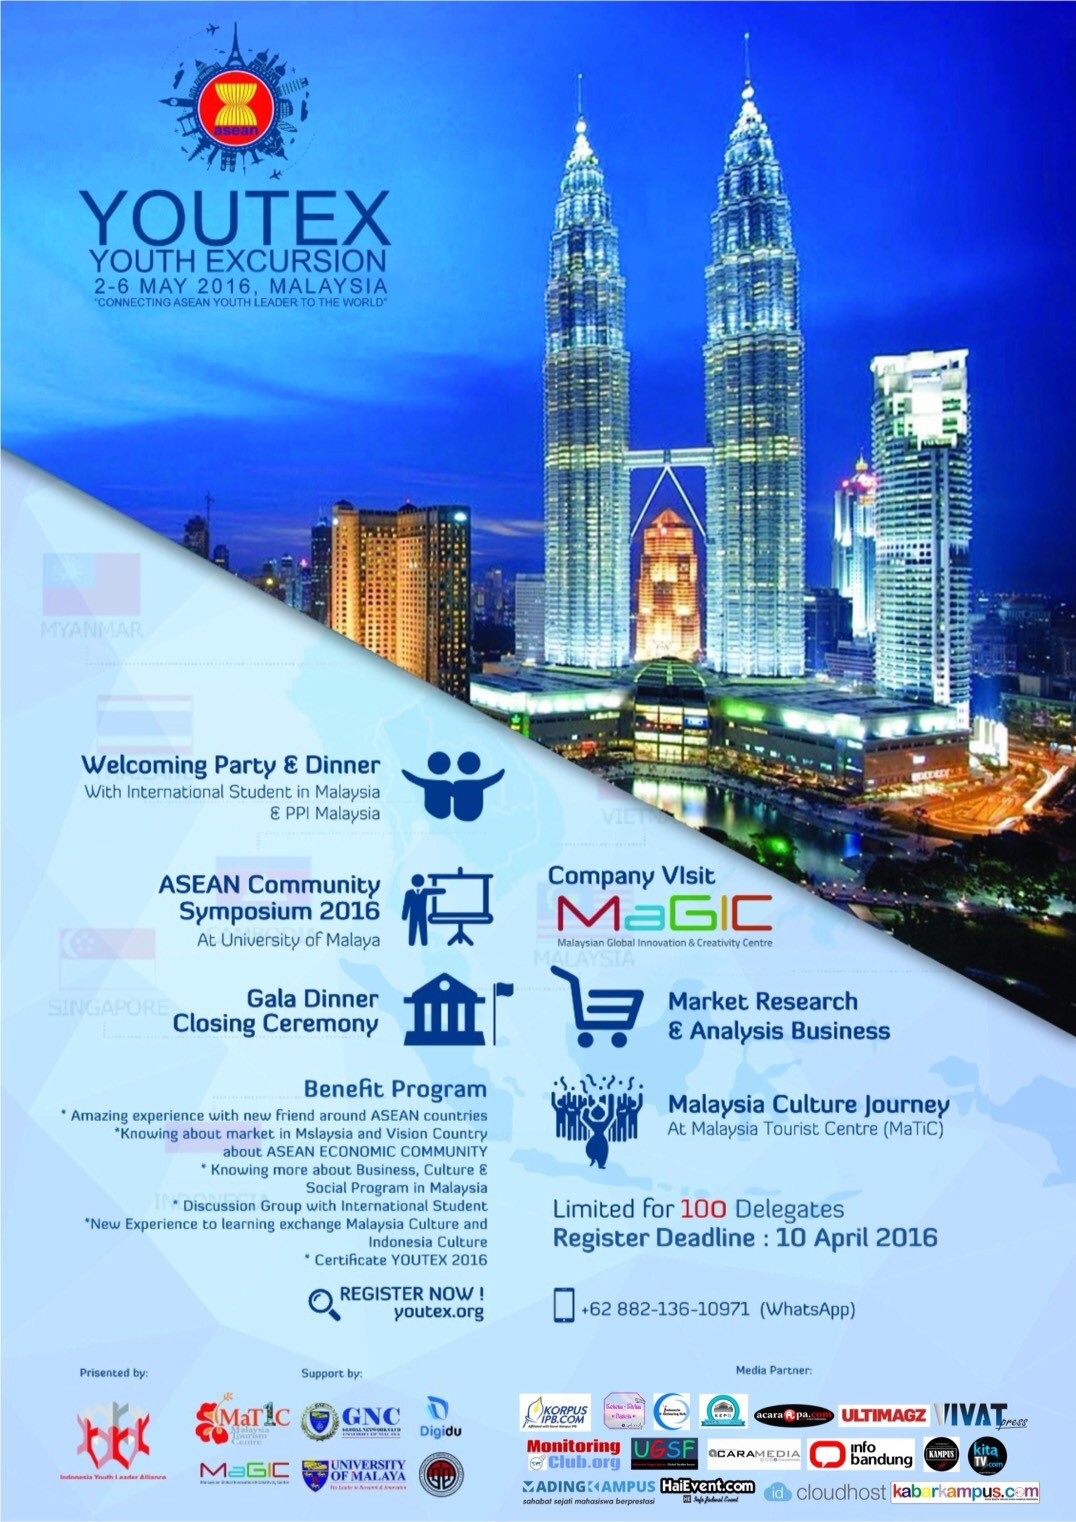 asean
YOUTEX
YOUTH EXCURSION
2-6 MAY 2016, MALAYSIA
"CONNECTING ASEAN YOUTH LEADER TO THE WORLD"
MYANMAR
Welcoming Party & Dinner
With International Student in Malaysia
& PPI Malaysia
ASEAN Community
Symposium 2016
At University of Malaya
Gala Dinner
Closing Ceremony
SINGAPORE
MALAYSIA
INDONESIA
Company VIsit
MaGIC
Malaysian Global Innovation & Creativity Centre
Market Research
& Analysis Business
Malaysia Culture Journey
At Malaysia Tourist Centre (MaTiC)
Benefit Program
* Amazing experience with new friend around ASEAN countries
*Knowing about market in Mslaysia and Vision Country
about ASEAN ECONOMIC COMMUNITY
* Knowing more about Business, Culture &
Social Program in Malaysia
* Discussion Group with International Student
*New Experience to learning exchange Malaysia Culture and
Indonesia Culture
* Certificate YOUTEX 2016
REGISTER NOW !
youtex.org
Limited for 100 Delegates
Register Deadline : 10 April 2016
+62 882-136-10971 (WhatsApp)
Prisented by:
Indonesia Youth Leader Alliance
Support by:
MaT1C
Malaysia
Tourism
Centre
GNC
Digidu
MaGIC
UNIVERSITY
OF MALAYA
Media Partner:
KORPUS
IPB.COM
KEPO
acarapa.com
ULTIMAGZ
VIVAT
press
Monitoring
Club.org
UGSF
aCARAMEDIA
info
bandung
KAMPUS
kita
TV.com
MADING KAMPUS
sahabat sejati mahasiswa berprestasi
HaiEvent.com
id cloudhost
kabarkampus.com